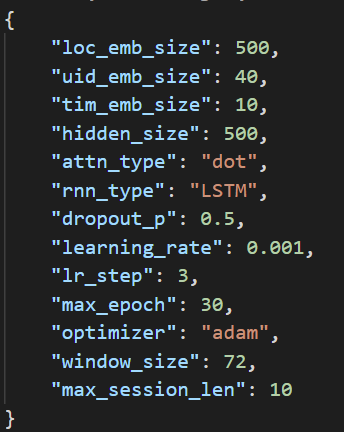 {
"loc_emb_size": 500,
"uid_emb_size": 40,
"tim_emb_size": 10,
"hidden_size": 500,
"attn_type": "dot",
"rnn_type": "LSTM",
"dropout_p": 0.5,
"learning_rate": 0.001,
"lr_step": 3,
"max_epoch": 30,
"optimizer": "adam",
"window_size": 72,
"max_session_len": 10
}